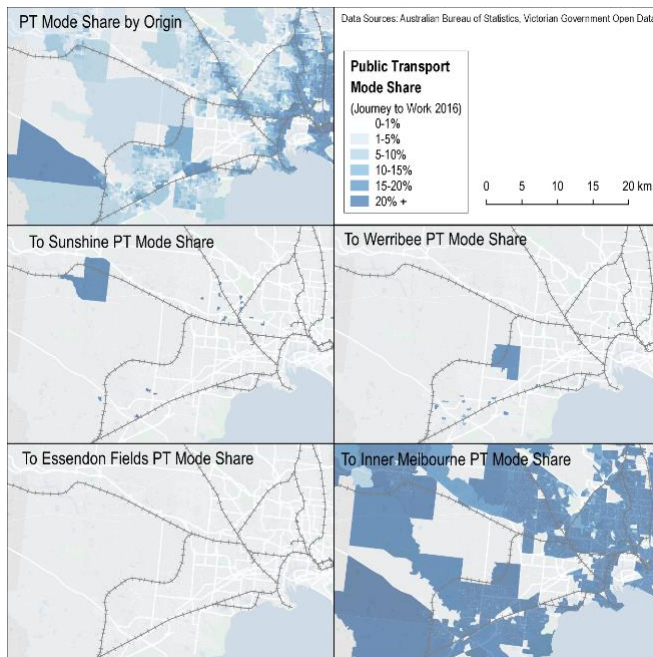 PT Mode Share by Origin
Data Sources: Australian Bureau of Statistics, Victorian Government Open Data
Public Transport
Mode Share
(Journey to Work 2016)
0-1%
1-5%
5-10%
10-15%
15-20%
20% +
0 5 10 15 20 km
To Sunshine PT Mode Share
To Werribee PT Mode Share
To Essendon Fields PT Mode Share
To Inner Melbourne PT Mode Share